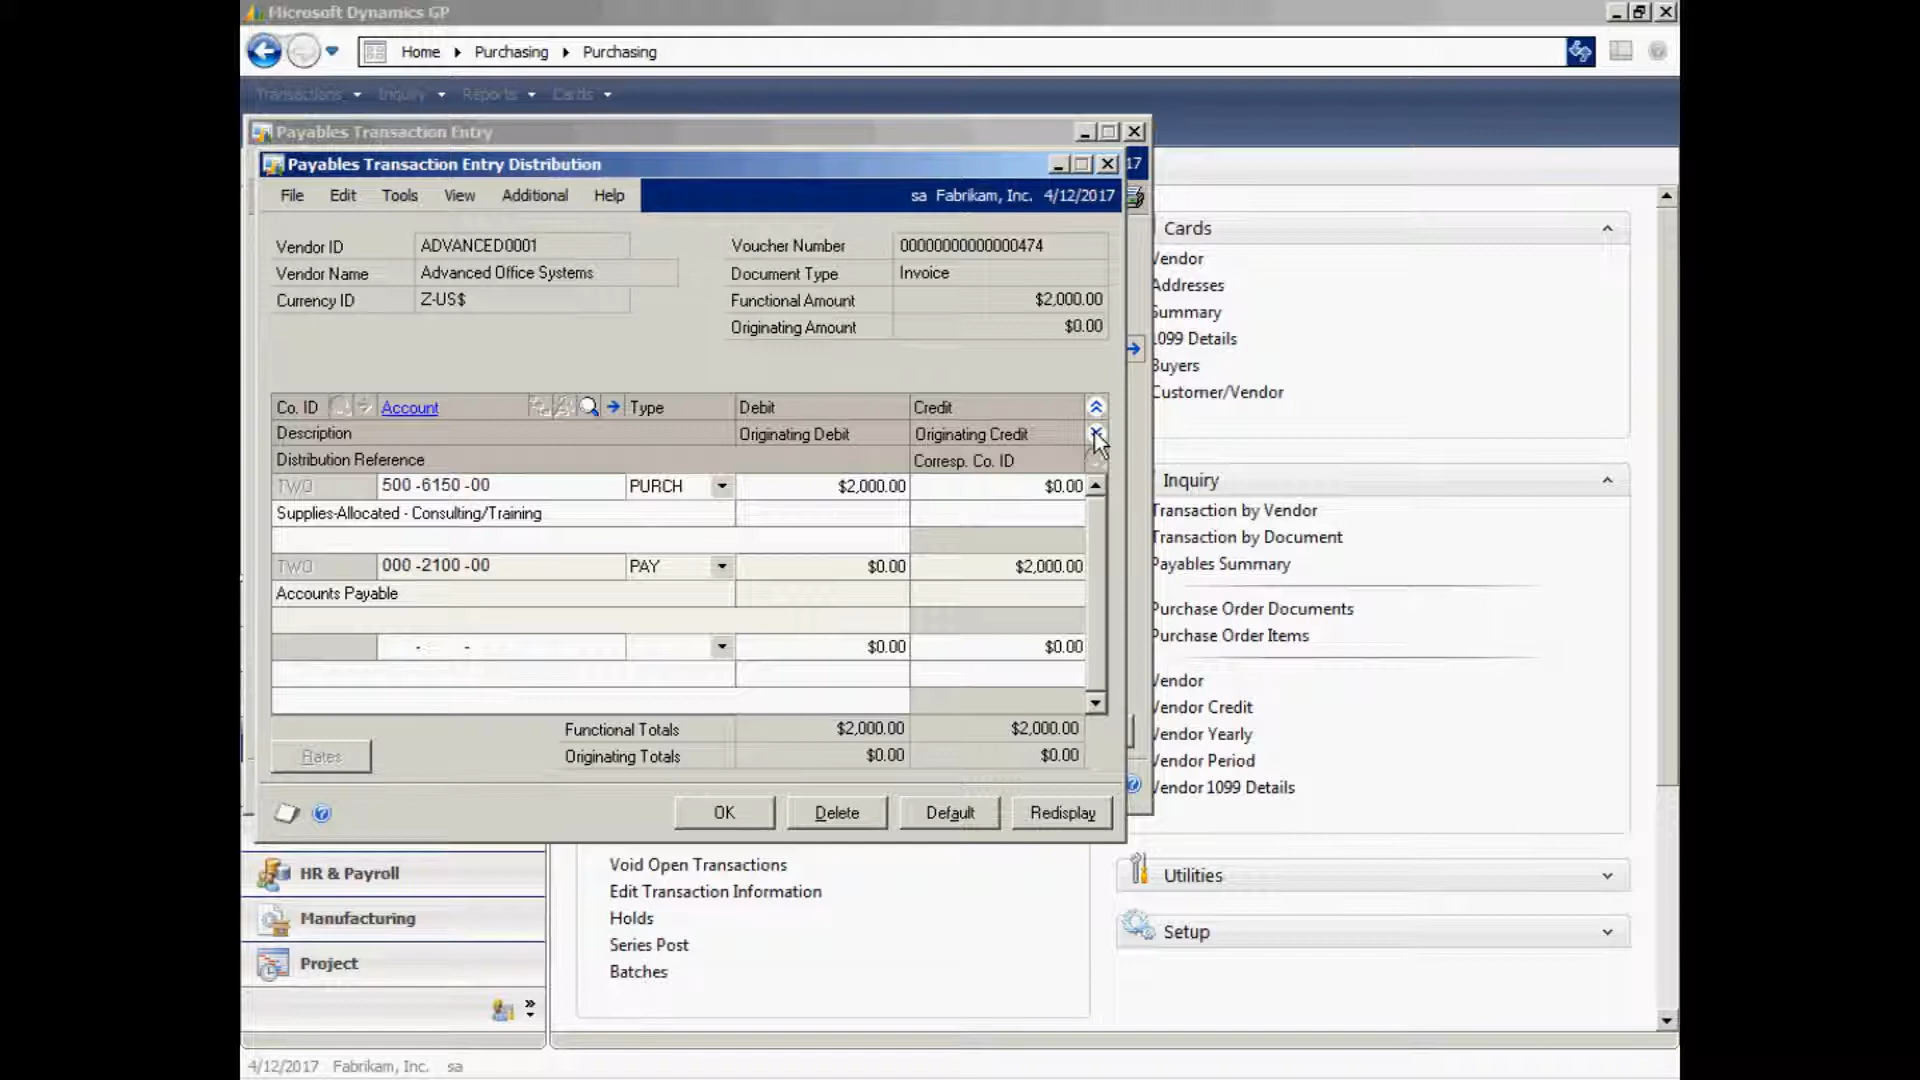 Microsoft Dynamics GP
Home Purchasing Purchasing
Transactions Inquiry Reports Cards
Payables Transaction Entry
Payables Transaction Entry Distribution
17
File Edit Tools View Additional Help
sa Fabrikam, Inc. 4/12/2017
Vendor ID ADVANCED0001
Vendor Name Advanced Office Systems
Currency ID Z-US$
Voucher Number 00000000000000474
Document Type Invoice
Functional Amount $2,000.00
Originating Amount $0.00
Co. ID Account Type Debit Credit
Description Originating Debit Originating Credit
Distribution Reference Corresp. Co. ID
TWO 500 -6150 -00 PURCH $2,000.00 $0.00
Supplies-Allocated - Consulting/Training
TWO 000 -2100 -00 PAY $0.00 $2,000.00
Accounts Payable
- - $0.00 $0.00
Functional Totals $2,000.00 $2,000.00
Originating Totals $0.00 $0.00
Rates
OK Delete Default Redisplay
Cards
Vendor
Addresses
Summary
1099 Details
Buyers
Customer/Vendor
Inquiry
Transaction by Vendor
Transaction by Document
Payables Summary
Purchase Order Documents
Purchase Order Items
Vendor
Vendor Credit
Vendor Yearly
Vendor Period
Vendor 1099 Details
Utilities
Setup
HR & Payroll
Manufacturing
Project
Void Open Transactions
Edit Transaction Information
Holds
Series Post
Batches
4/12/2017 Fabrikam, Inc. sa